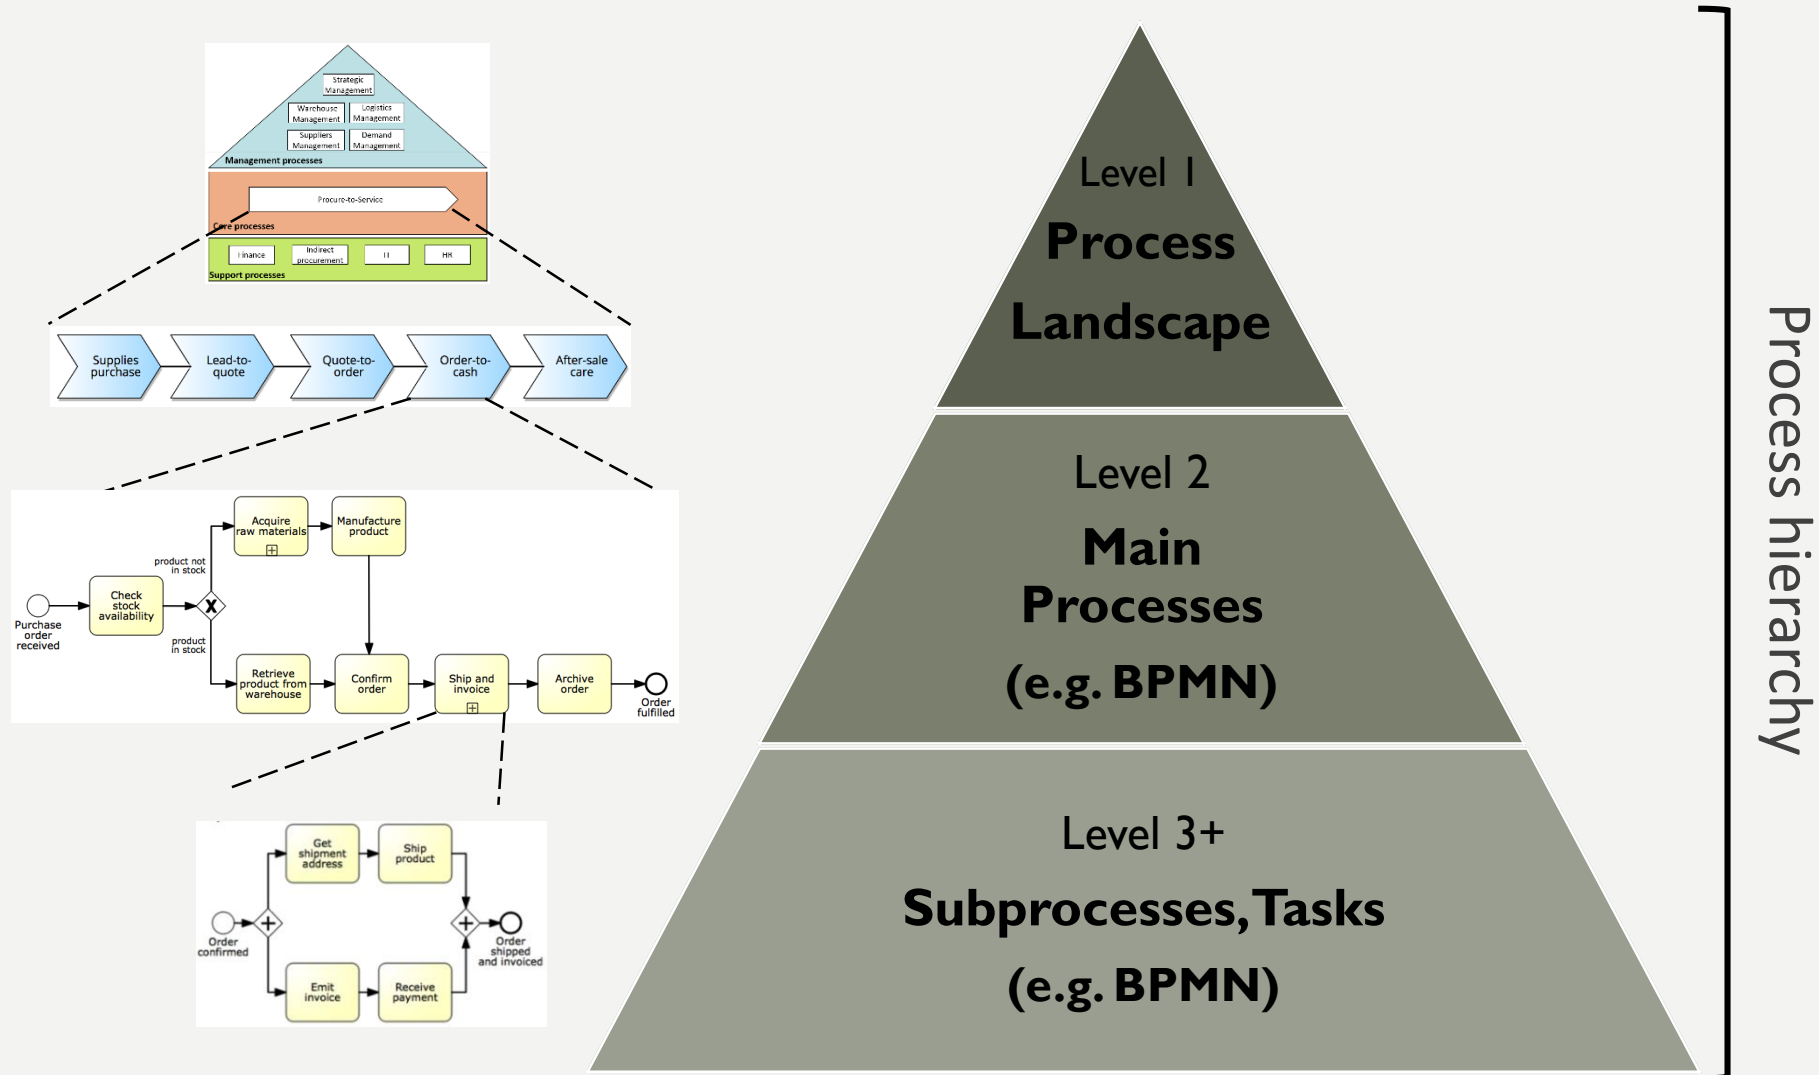 Strategic
Management
Warehouse
Management
Logistics
Management
Suppliers
Management
Demand
Management
Management processes
Procure-to-Service
Core processes
Finance
Indirect
procurement
IT
HR
Support processes
Supplies
purchase
Lead-to-
quote
Quote-to-
order
Order-to-
cash
After-sale
care
Purchase
order
received
Check
stock
availability
X
product not
in stock
product
in stock
Acquire
raw materials
Manufacture
product
Retrieve
product from
warehouse
Confirm
order
Ship and
invoice
Archive
order
Order
fulfilled
Order
confirmed
Get
shipment
address
Ship
product
Emit
invoice
Receive
payment
Order
shipped
and invoiced
Level 1
Process
Landscape
Level 2
Main
Processes
(e.g. BPMN)
Level 3+
Subprocesses, Tasks
(e.g. BPMN)
Process hierarchy